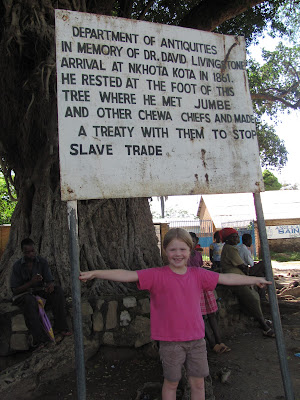 DEPARTMENT OF ANTIQUITIES
IN MEMORY OF DR. DAVID LIVINGSTONE
ARRIVAL AT NKHOTA KOTA IN 1861.
HE RESTED AT THE FOOT OF THIS
TREE WHERE HE MET JUMBE
AND OTHER CHEWA CHIEFS AND MADE
A TREATY WITH THEM TO STOP
SLAVE TRADE